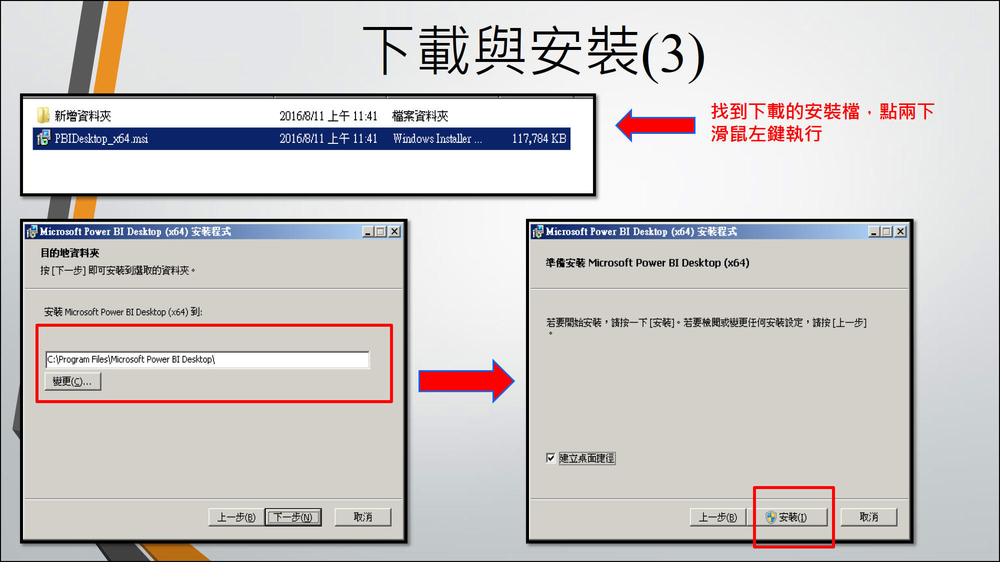 下載與安裝(3)
新增資料夾 2016/8/11 上午 11:41 檔案資料夾
PBIDesktop_x64.msi 2016/8/11 上午 11:41 Windows Installer ... 117,784 KB
找到下載的安裝檔，點兩下
滑鼠左鍵執行
Microsoft Power BI Desktop (x64) 安裝程式
目的地資料夾
按 [下一步] 即可安裝到選取的資料夾。
安裝 Microsoft Power BI Desktop (x64) 到:
C:\Program Files\Microsoft Power BI Desktop\
變更(C)...
上一步(B) 下一步(N) 取消
Microsoft Power BI Desktop (x64) 安裝程式
準備安裝 Microsoft Power BI Desktop (x64)
若要開始安裝，請按一下 [安裝]。若要檢閱或變更任何安裝設定，請按 [上一步]
。
建立桌面捷徑
上一步(B) 安裝(I) 取消